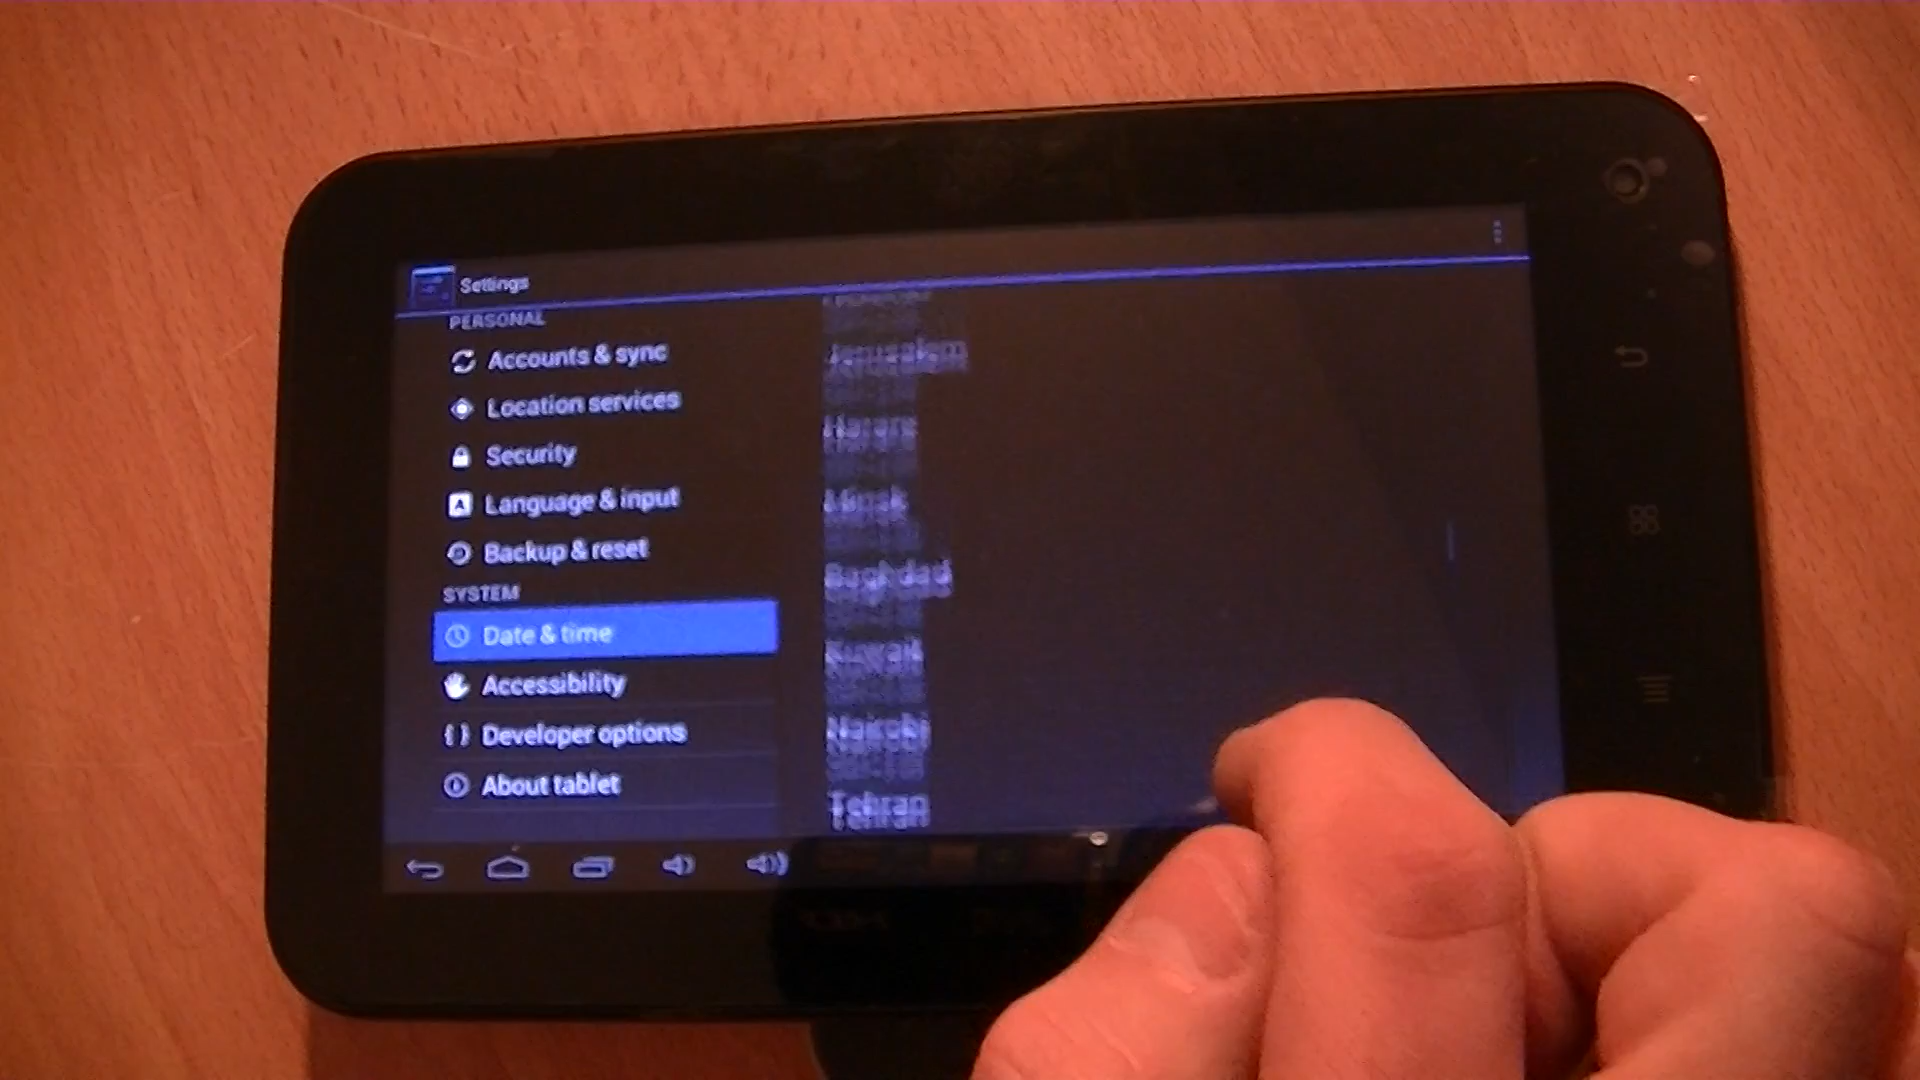 Settings
PERSONAL
Accounts & sync
Location services
Security
Language & input
Backup & reset
SYSTEM
Date & time
Accessibility
Developer options
About tablet
Jerusalem
Harare
Minsk
Baghdad
Kuwait
Nairobi
Tehran